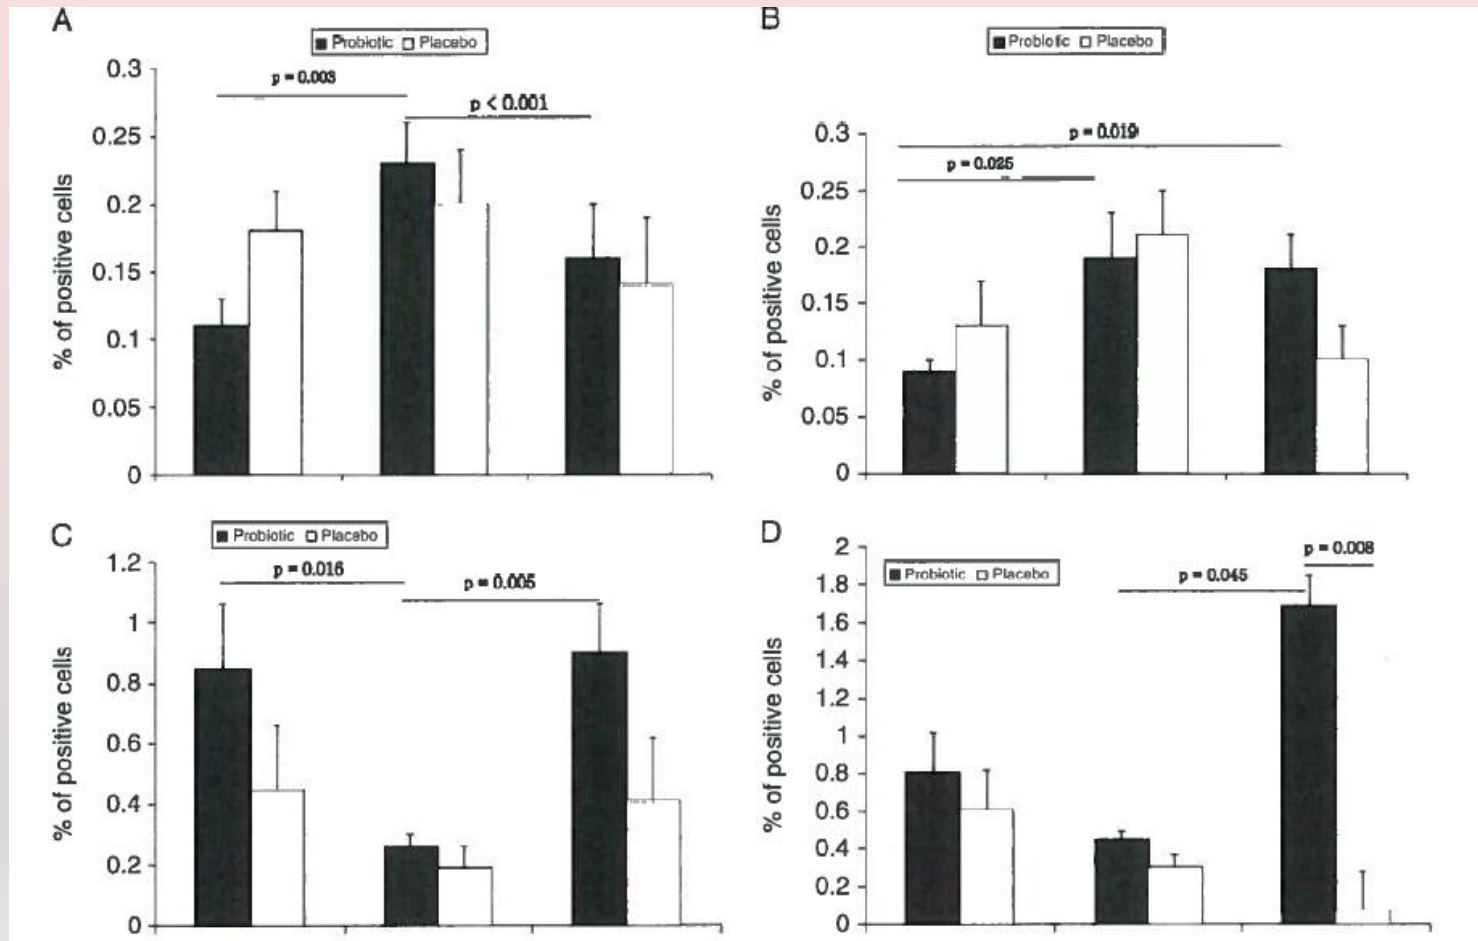 A
Probiotic Placebo
p = 0.003
p < 0.001
0.3
0.25
0.2
0.15
0.1
0.05
0
% of positive cells
B
Probiotic Placebo
p = 0.019
p = 0.025
0.3
0.25
0.2
0.15
0.1
0.05
0
% of positive cells
C
Probiotic Placebo
p = 0.016
p = 0.005
1.2
1
0.8
0.6
0.4
0.2
0
% of positive cells
D
Probiotic Placebo
p = 0.008
p = 0.045
2
1.8
1.6
1.4
1.2
1
0.8
0.6
0.4
0.2
0
% of positive cells